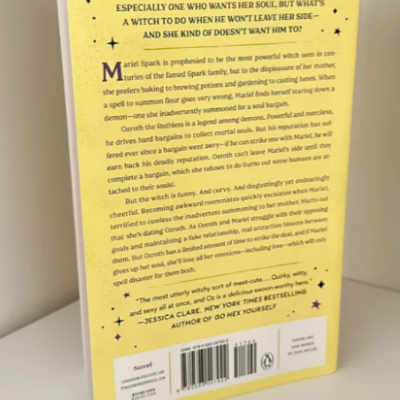 ESPECIALLY ONE WHO WANTS HER SOUL, BUT WHAT'S
A WITCH TO DO WHEN HE WON'T LEAVE HER SIDE—
AND SHE KIND OF DOESN'T WANT HIM TO?
Mariel Spark is prophesied to be the most powerful witch seen in cen-
turies of the famed Spark family, but to the displeasure of her mother,
she prefers baking to brewing potions and gardening to casting hexes. When
a spell to summon flour goes very wrong, Mariel finds herself staring down a
demon—one she inadvertently summoned for a soul bargain.
Ozroth the Ruthless is a legend among demons. Powerful and merciless,
he drives hard bargains to collect mortal souls. But his reputation has suf-
fered ever since a bargain went awry—if he can strike one with Mariel, he will
earn back his deadly reputation. Ozroth can't leave Mariel's side until they
complete a bargain, which she refuses to do (turns out some humans are at-
tached to their souls).
But the witch is funny. And curvy. And disgustingly yet endearingly
cheerful. Becoming awkward roommates quickly escalates when Mariel,
terrified to confess the inadvertent summoning to her mother, blurts out
that she's dating Ozroth. As Ozroth and Mariel struggle with their opposing
goals and maintaining a fake relationship, real attraction blooms between
them. But Ozroth has a limited amount of time to strike the deal, and if Mariel
gives up her soul, she'll lose all her emotions—including love—which will only
spell disaster for them both.
"The most utterly witchy sort of meet-cute.... Quirky, witty,
and sexy all at once, and Oz is a delicious swoon-worthy hero."
—JESSICA CLARE, NEW YORK TIMES BESTSELLING
AUTHOR OF GO HEX YOURSELF
Novel